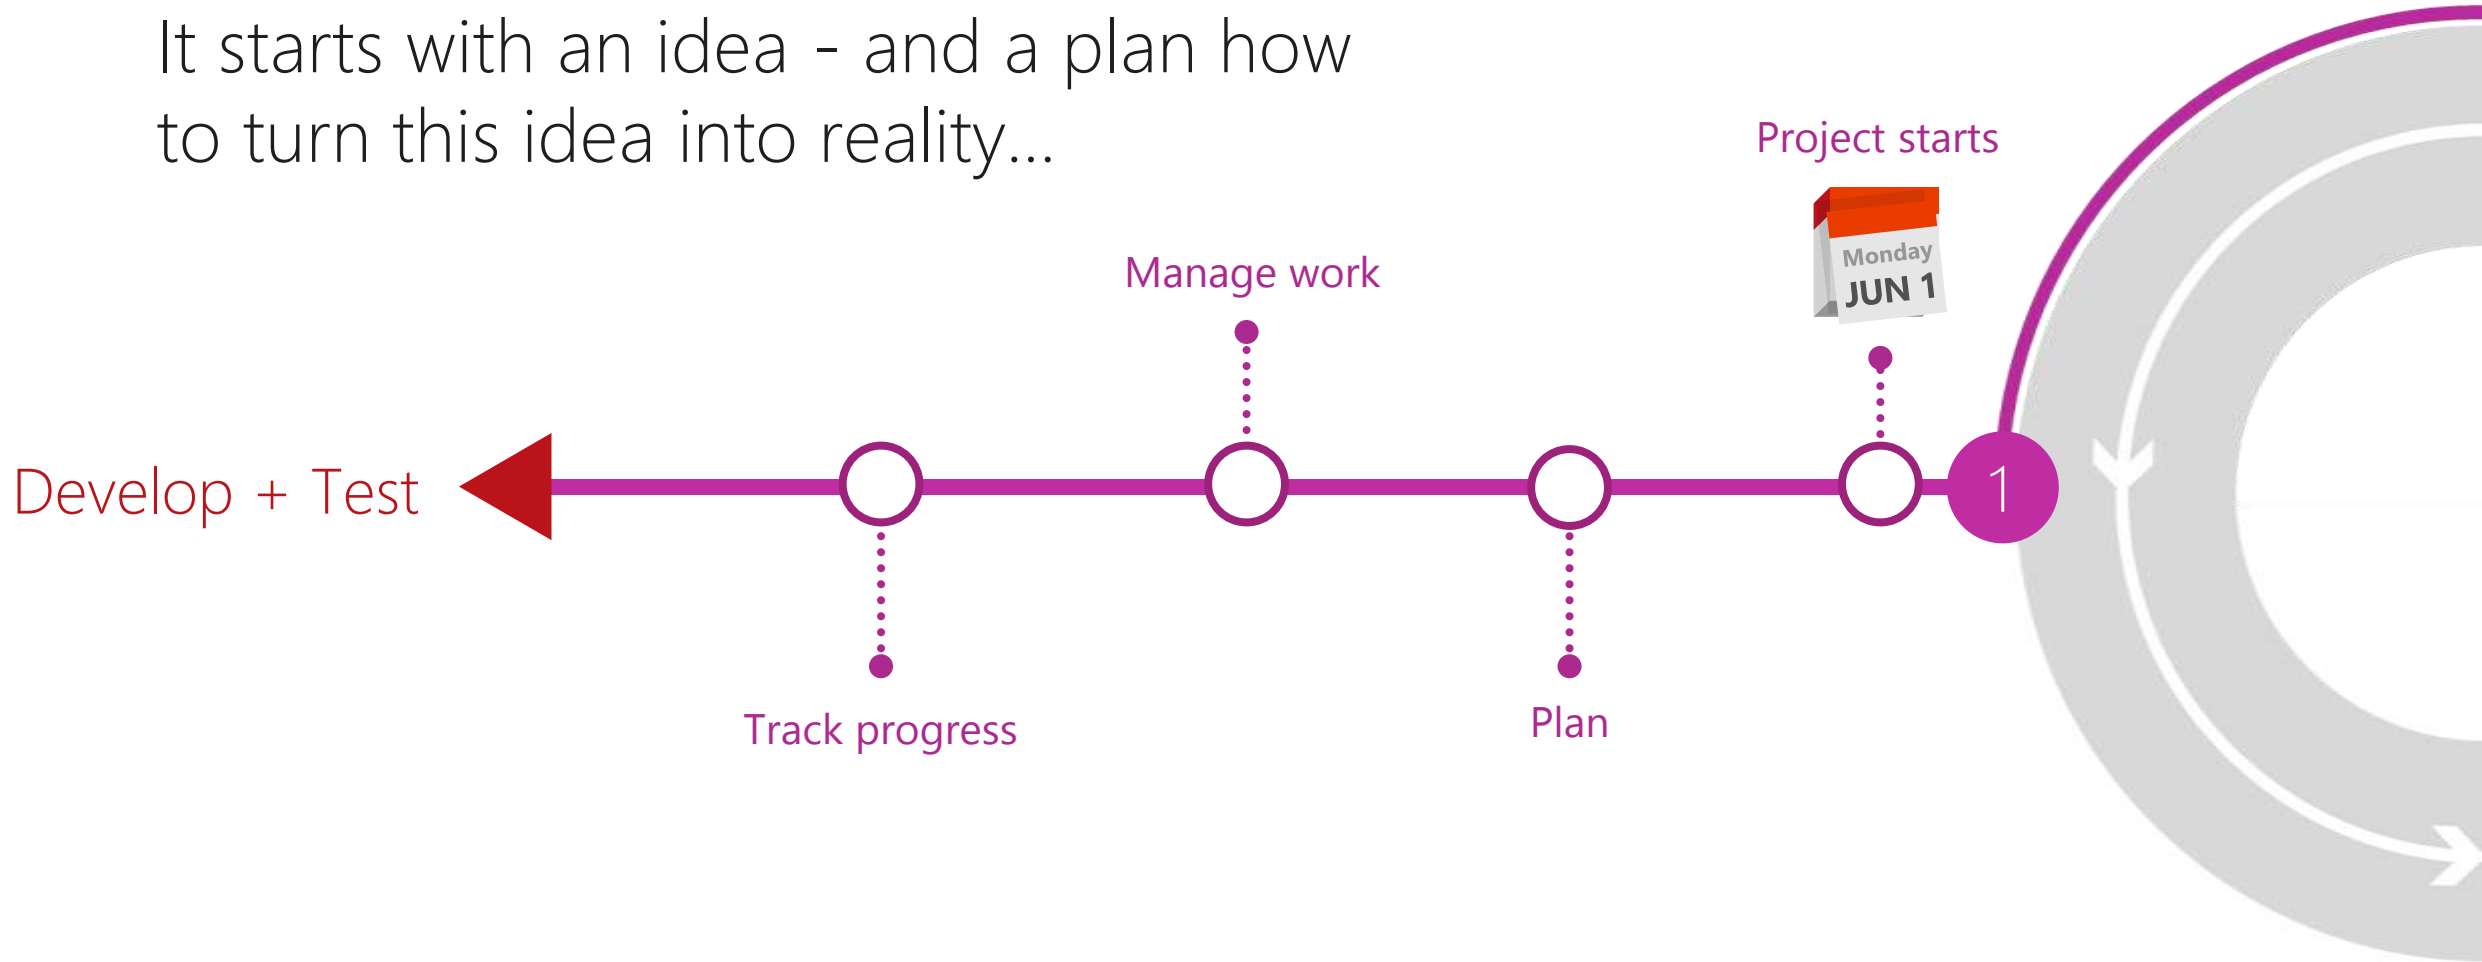 It starts with an idea - and a plan how
to turn this idea into reality...
Project starts
Monday
JUN 1
Manage work
Develop + Test
1
Track progress
Plan